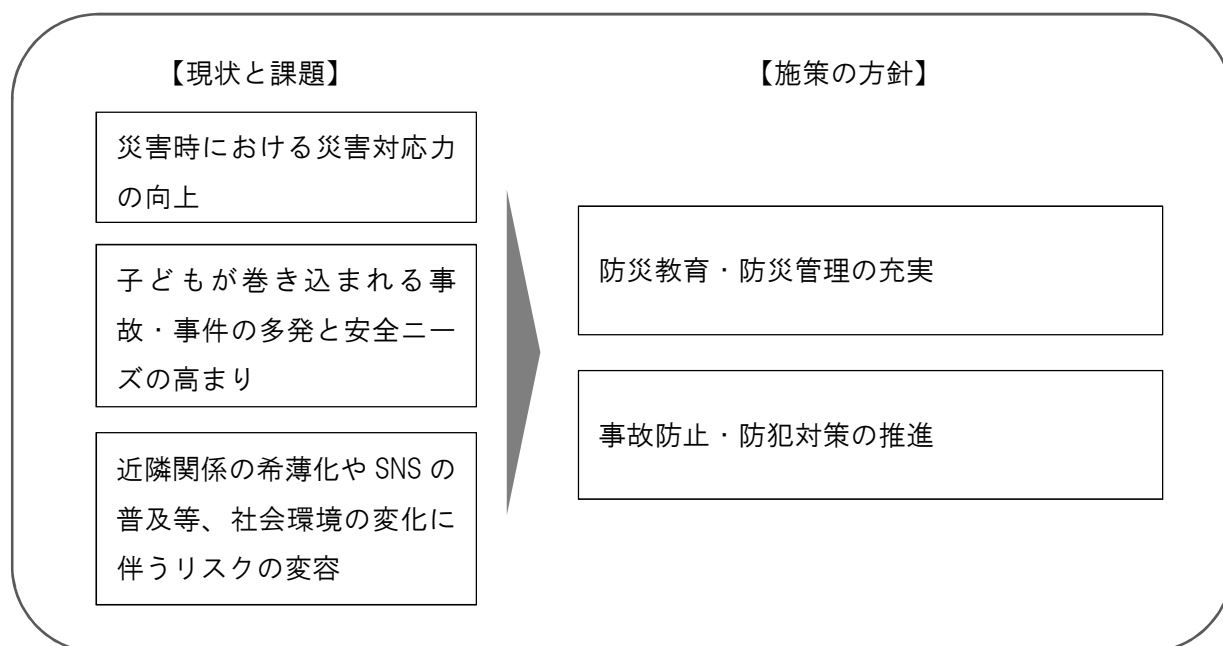 【現状と課題】
災害時における災害対応力
の向上
子どもが巻き込まれる事
故・事件の多発と安全ニー
ズの高まり
近隣関係の希薄化や SNS の
普及等、社会環境の変化に
伴うリスクの変容
【施策の方針】
防災教育・防災管理の充実
事故防止・防犯対策の推進